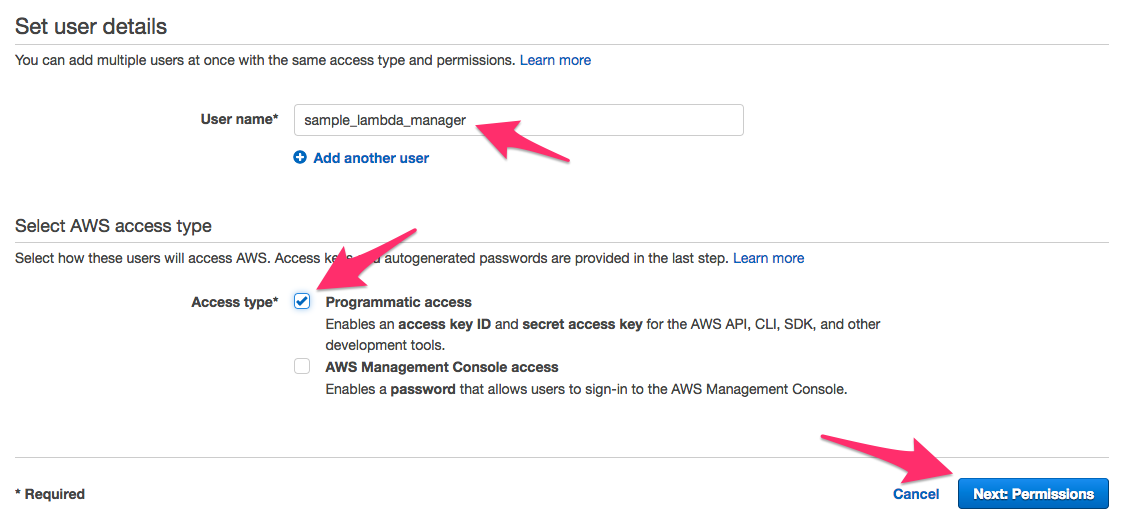 Set user details
You can add multiple users at once with the same access type and permissions. Learn more
User name* sample_lambda_manager
Add another user
Select AWS access type
Select how these users will access AWS. Access autogenerated passwords are provided in the last step. Learn more
Access type* Programmatic access
Enables an access key ID and secret access key for the AWS API, CLI, SDK, and other
development tools.
AWS Management Console access
Enables a password that allows users to sign-in to the AWS Management Console.
* Required Cancel Next: Permissions